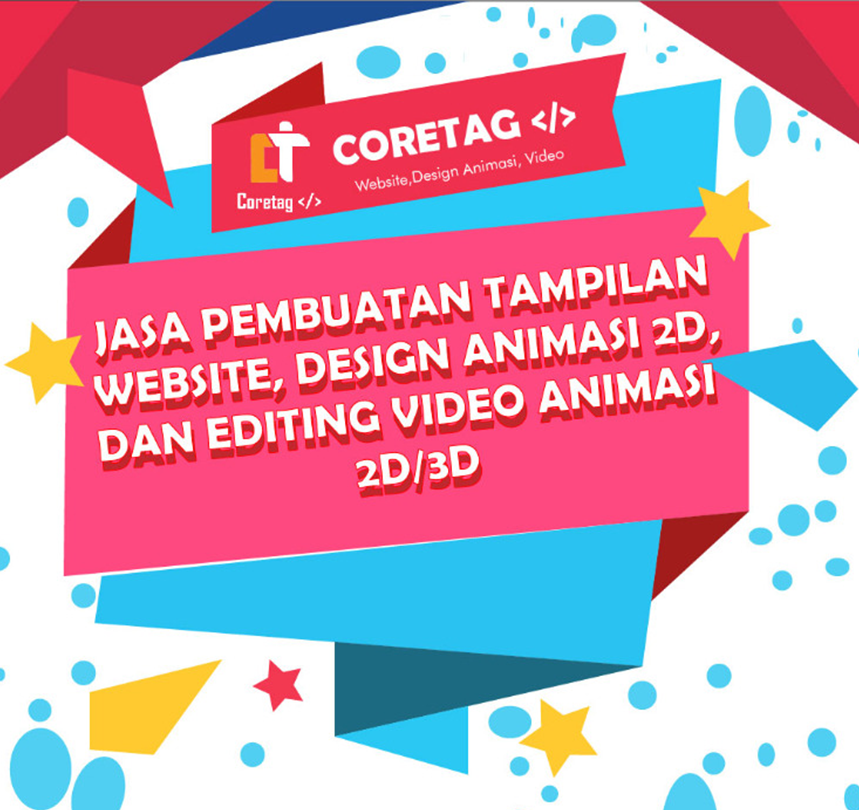 CORETAG </>
Website,Design Animasi, Video
Coretag </>
JASA PEMBUATAN TAMPILAN
WEBSITE, DESIGN ANIMASI 2D,
DAN EDITING VIDEO ANIMASI
2D/3D